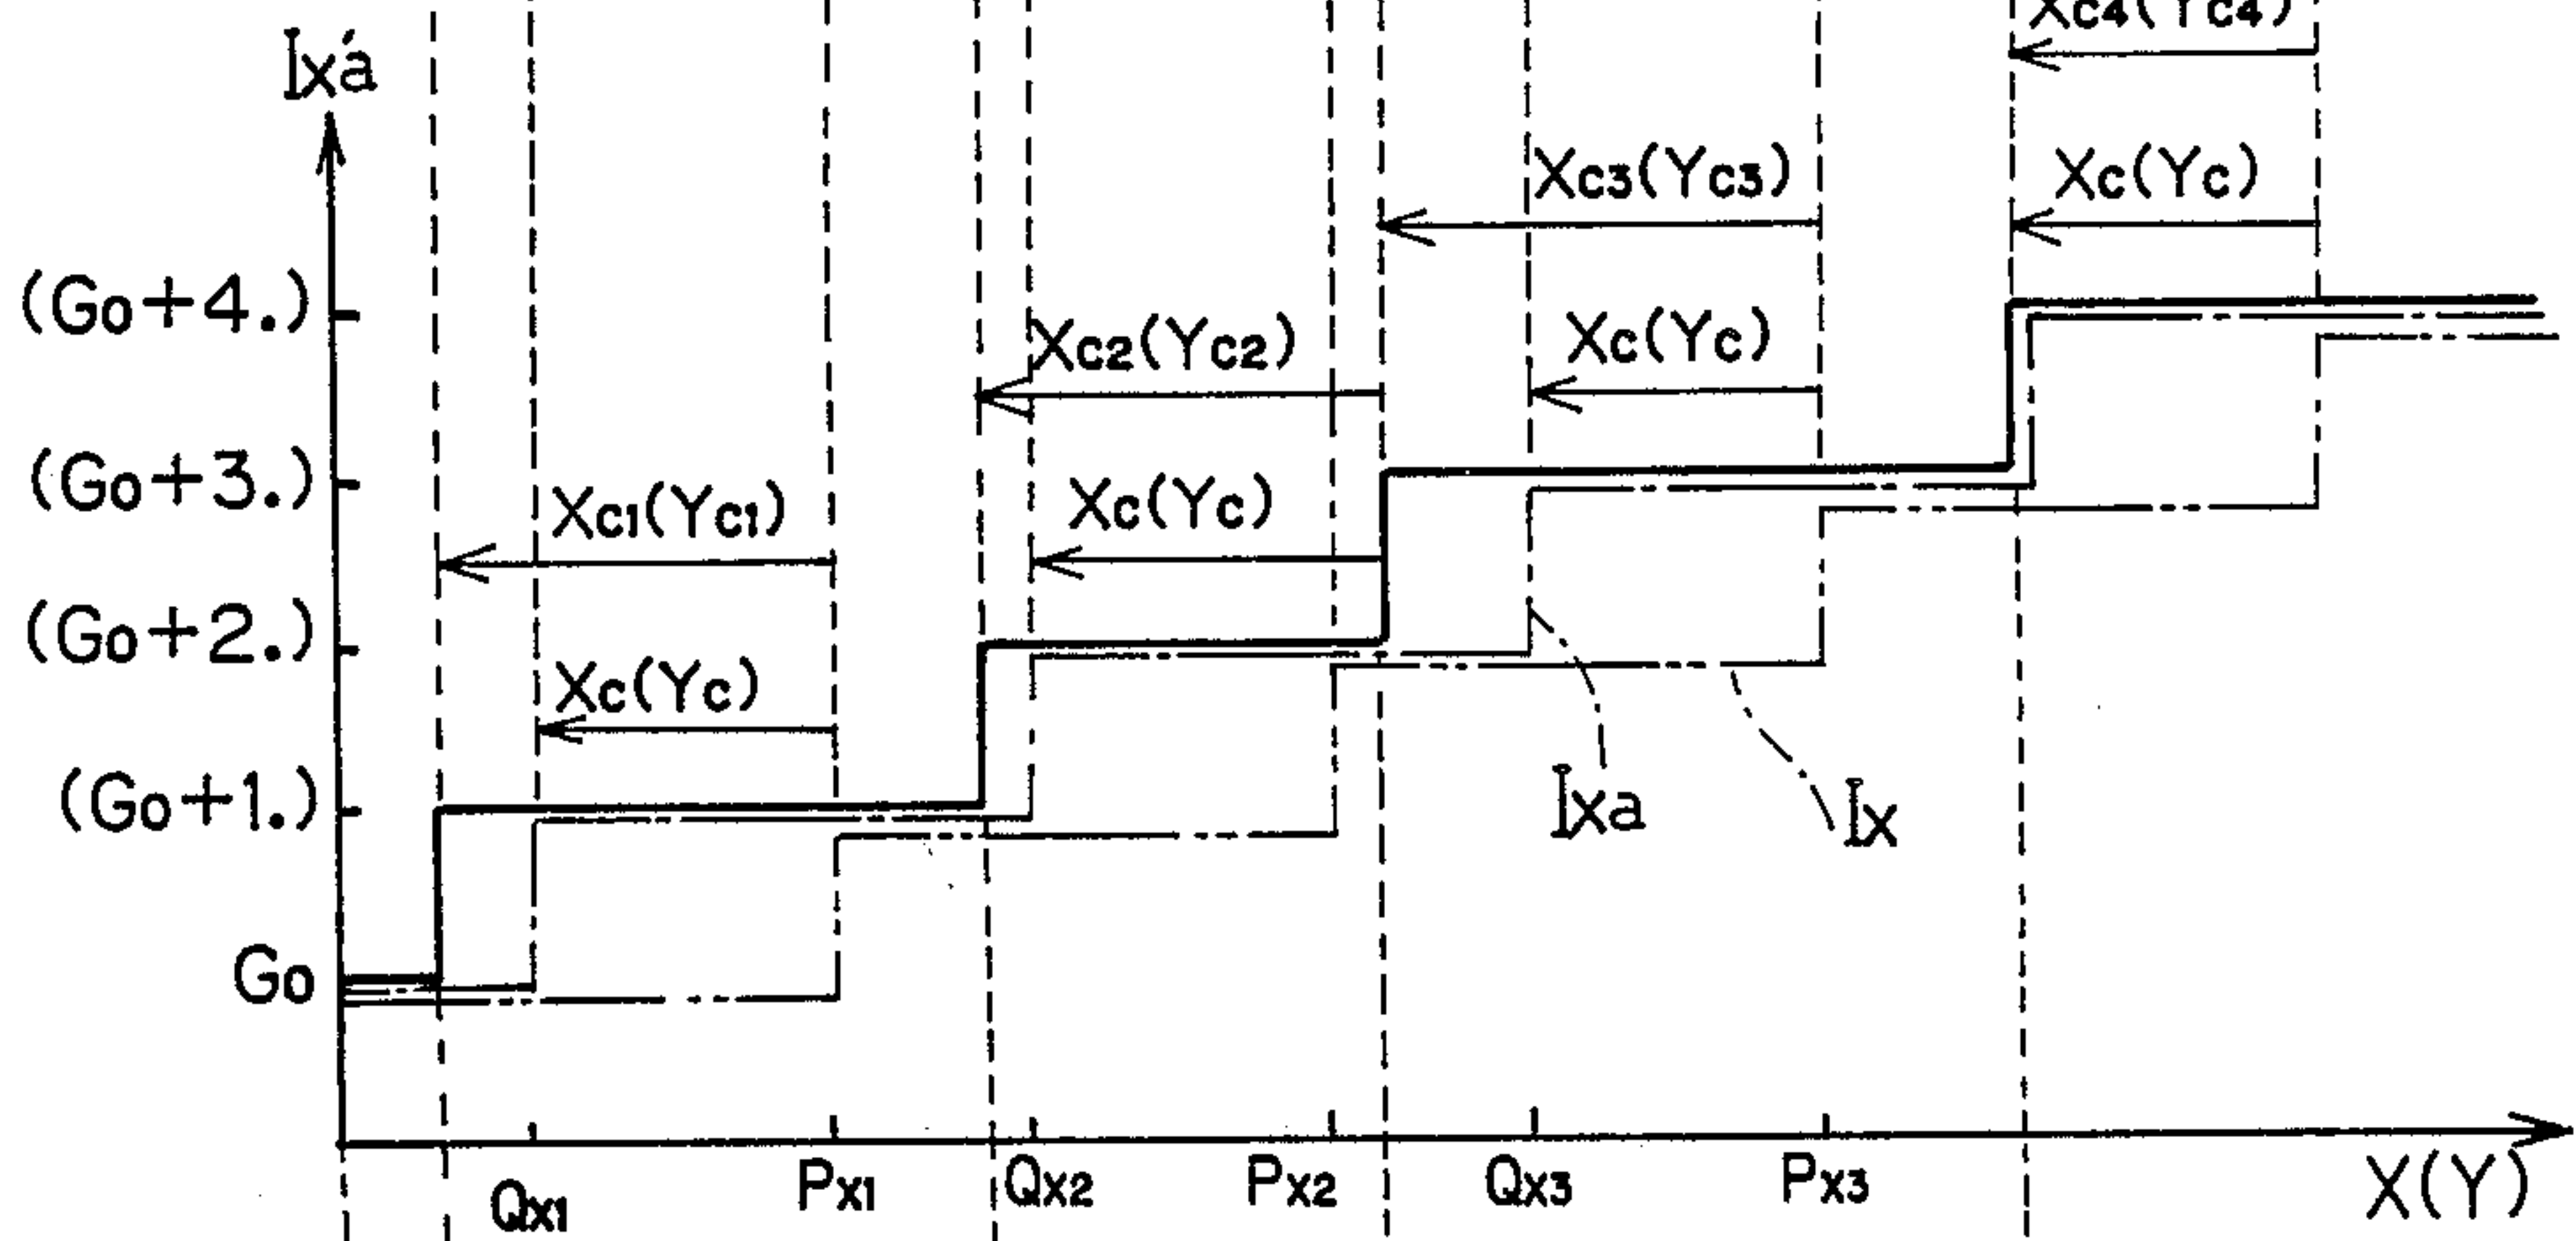 Xc4(Yc4)
Ix'a
Xc3(Yc3)
Xc(Yc)
(Go+4.)
Xc2(Yc2)
Xc(Yc)
(Go+3.)
Xc1(Yc1)
Xc(Yc)
(Go+2.)
Xc(Yc)
(Go+1.)
Ixa
Ix
Go
Qx1
Px1
Qx2
Px2
Qx3
Px3
X(Y)